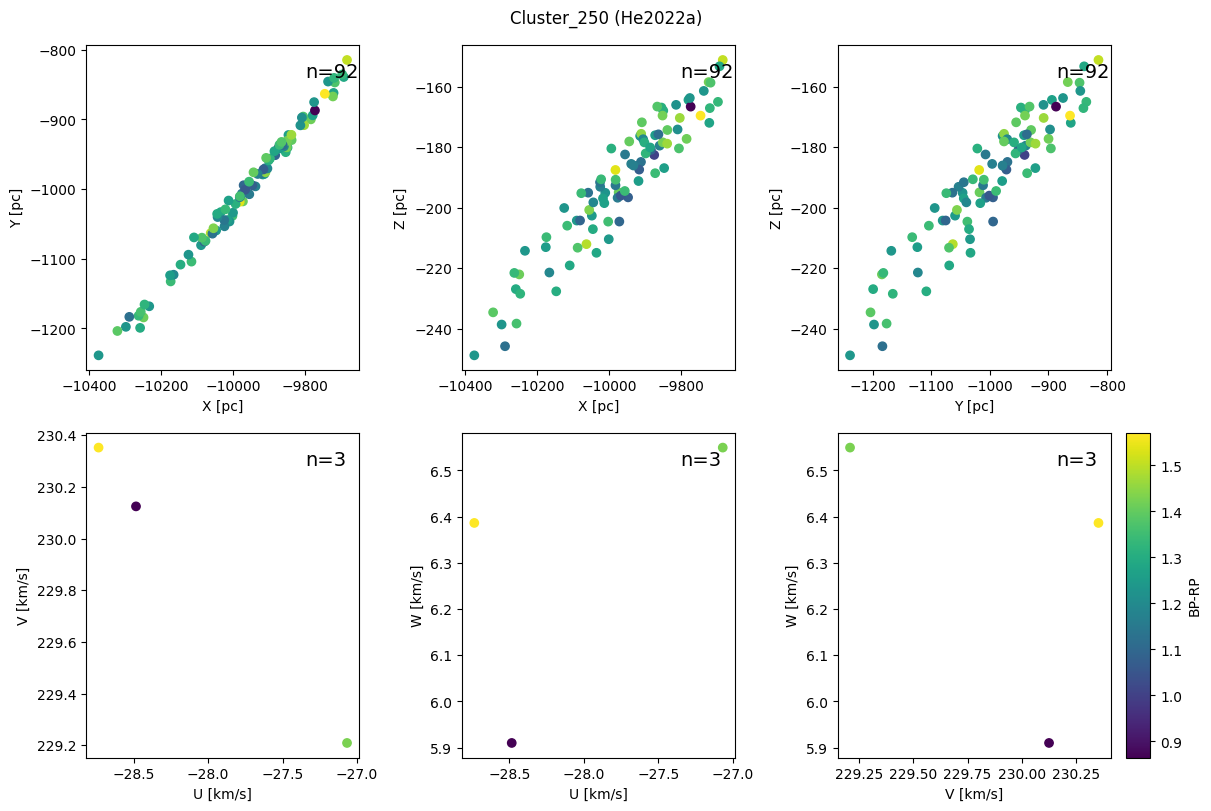 Cluster_250 (He2022a)
n=92
−800
−900
−1000
−1100
−1200
Y [pc]
−10400 −10200 −10000 −9800
X [pc]
n=92
−160
−180
−200
−220
−240
Z [pc]
−10400 −10200 −10000 −9800
X [pc]
n=92
−160
−180
−200
−220
−240
Z [pc]
−1200 −1100 −1000 −900 −800
Y [pc]
n=3
230.4
230.2
230.0
229.8
229.6
229.4
229.2
V [km/s]
−28.5 −28.0 −27.5 −27.0
U [km/s]
n=3
6.5
6.4
6.3
6.2
6.1
6.0
5.9
W [km/s]
−28.5 −28.0 −27.5 −27.0
U [km/s]
n=3
6.5
6.4
6.3
6.2
6.1
6.0
5.9
W [km/s]
229.25 229.50 229.75 230.00 230.25
V [km/s]
1.5
1.4
1.3
1.2
1.1
1.0
0.9
BP-RP